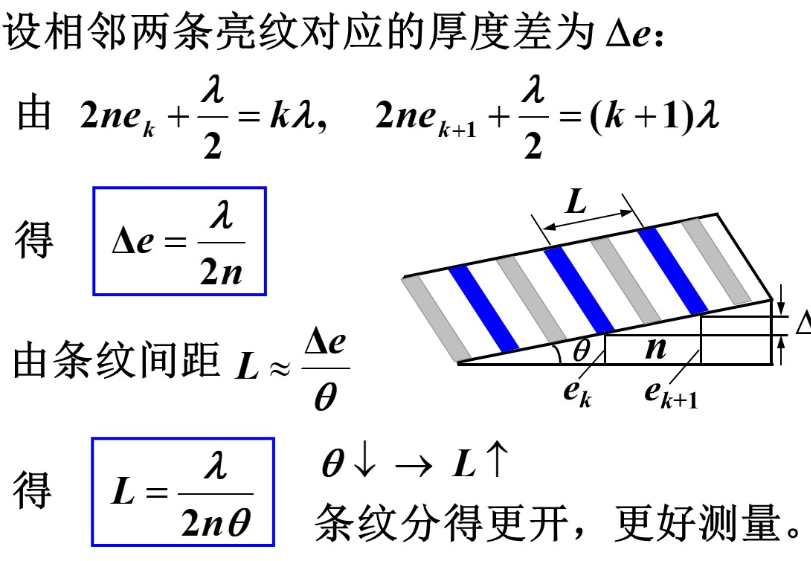 设相邻两条亮纹对应的厚度差为 Δe:
由 2ne_k + λ/2 = kλ, 2ne_{k+1} + λ/2 = (k+1)λ
得 Δe = λ/2n
L
Δ
θ n
e_k e_{k+1}
由条纹间距 L ≈ Δe/θ
得 L = λ/2nθ
θ↓ → L↑
条纹分得更开，更好测量。